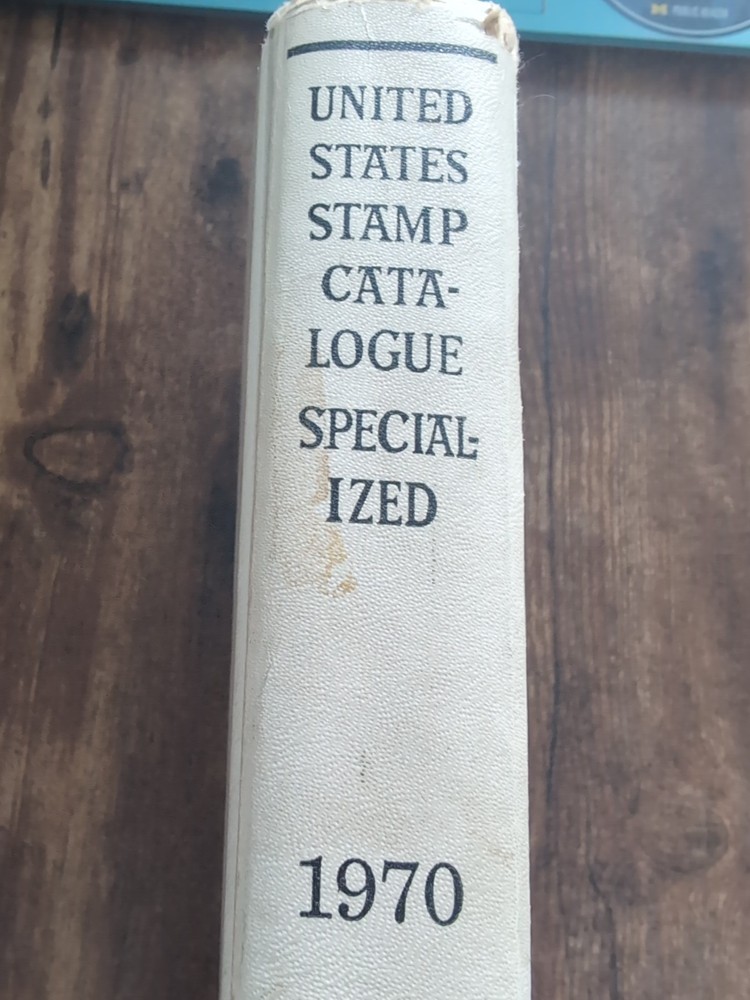 UNITED
STATES
STAMP
CATA-
LOGUE
SPECIAL-
IZED
1970